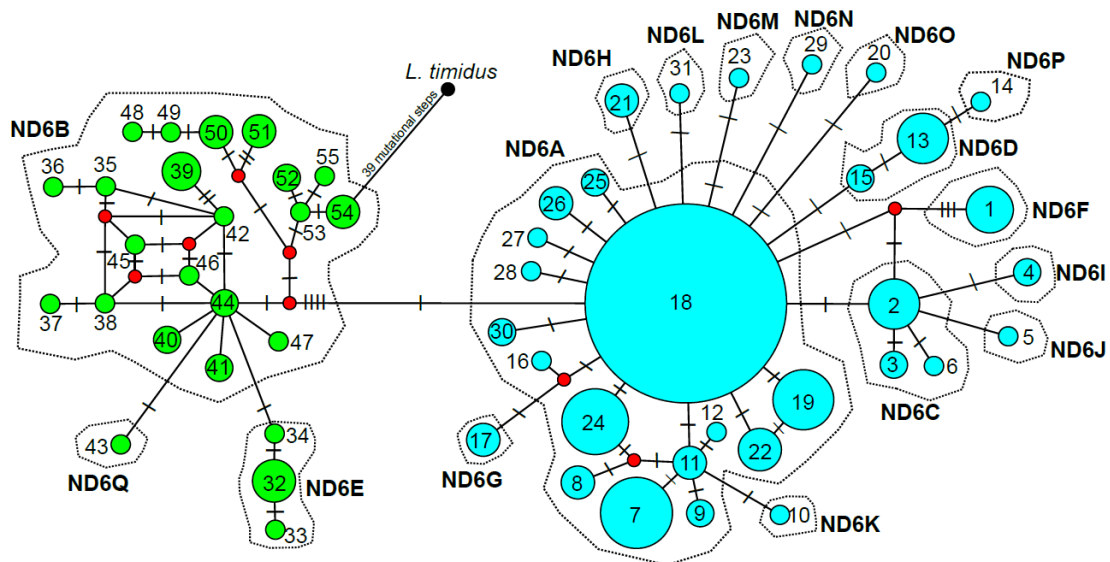 ND6M
ND6N
ND6O
ND6L
ND6H
ND6P
L. timidus
39 mutational steps
23
29
20
14
31
21
ND6B
48
49
50
51
13
ND6D
ND6A
36
35
39
52
55
54
53
25
15
26
1
ND6F
42
27
45
46
28
4
ND6I
37
38
44
18
2
30
5
ND6J
40
47
16
3
6
41
12
19
ND6C
24
43
34
17
22
ND6G
11
ND6Q
32
ND6E
8
7
9
10
ND6K
33